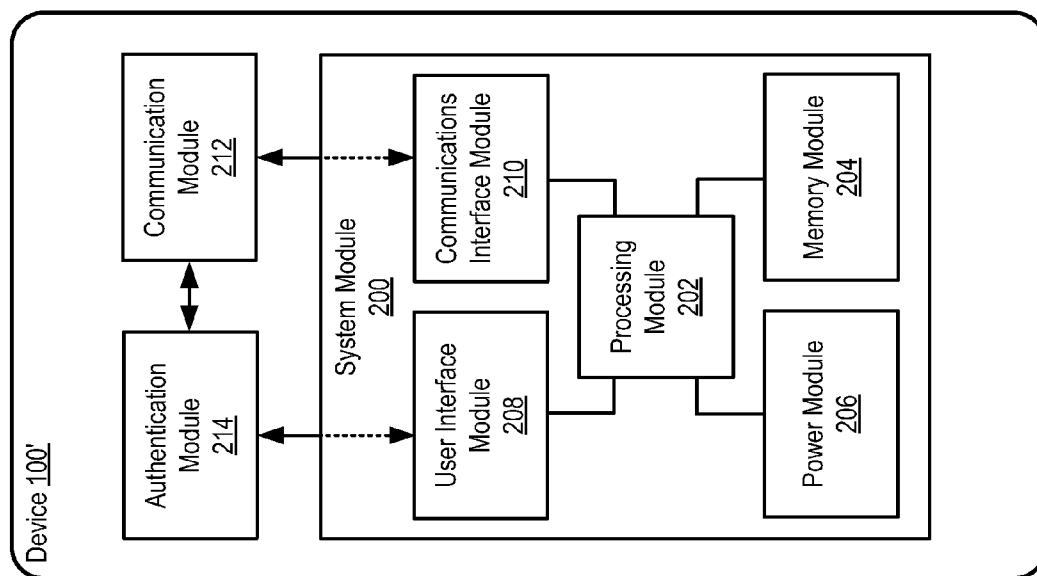 Device 100'
Authentication
Module
214
Communication
Module
212
System Module
200
User Interface
Module
208
Communications
Interface Module
210
Processing
Module
202
Power Module
206
Memory Module
204